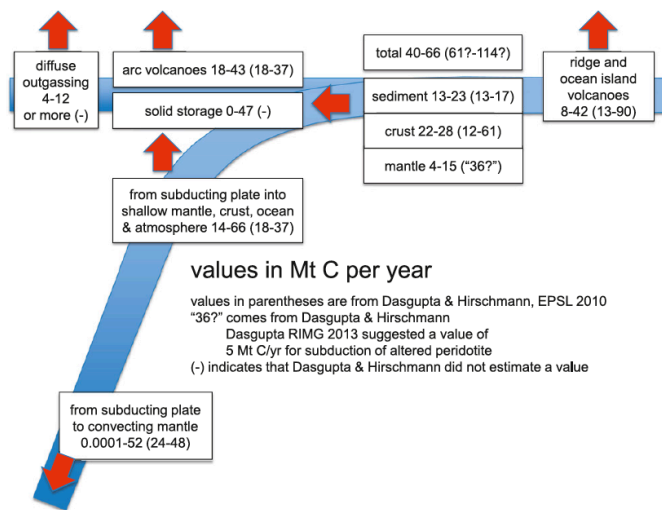 diffuse
outgassing
4-12
or more (-)
arc volcanoes 18-43 (18-37)
solid storage 0-47 (-)
total 40-66 (61?-114?)
sediment 13-23 (13-17)
crust 22-28 (12-61)
mantle 4-15 (“36?”)
ridge and
ocean island
volcanoes
8-42 (13-90)
from subducting plate into
shallow mantle, crust, ocean
& atmosphere 14-66 (18-37)
values in Mt C per year
values in parentheses are from Dasgupta & Hirschmann, EPSL 2010
“36?” comes from Dasgupta & Hirschmann
Dasgupta RIMG 2013 suggested a value of
5 Mt C/yr for subduction of altered peridotite
(-) indicates that Dasgupta & Hirschmann did not estimate a value
from subducting plate
to convecting mantle
0.0001-52 (24-48)